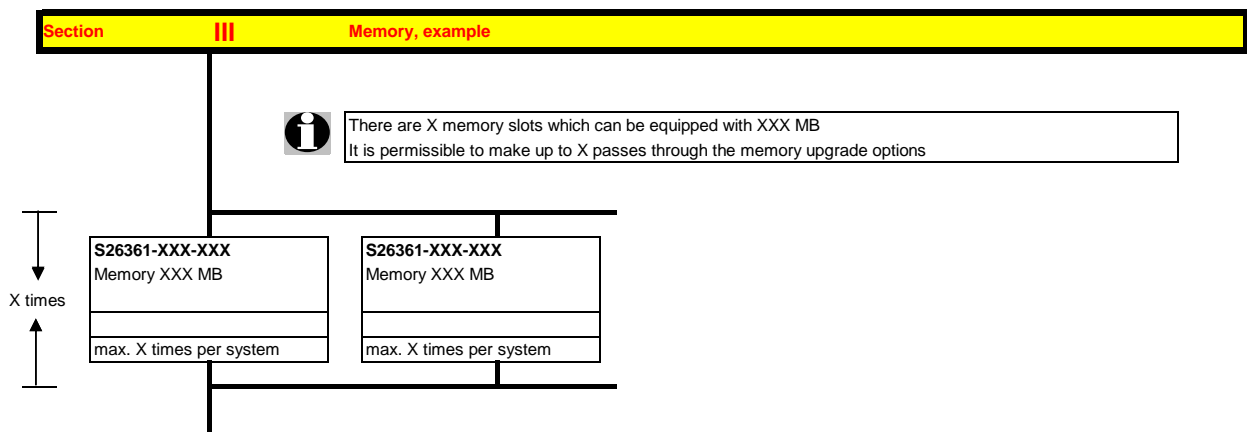 Section III Memory, example
There are X memory slots which can be equipped with XXX MB
It is permissible to make up to X passes through the memory upgrade options
S26361-XXX-XXX
Memory XXX MB
max. X times per system
S26361-XXX-XXX
Memory XXX MB
max. X times per system
X times